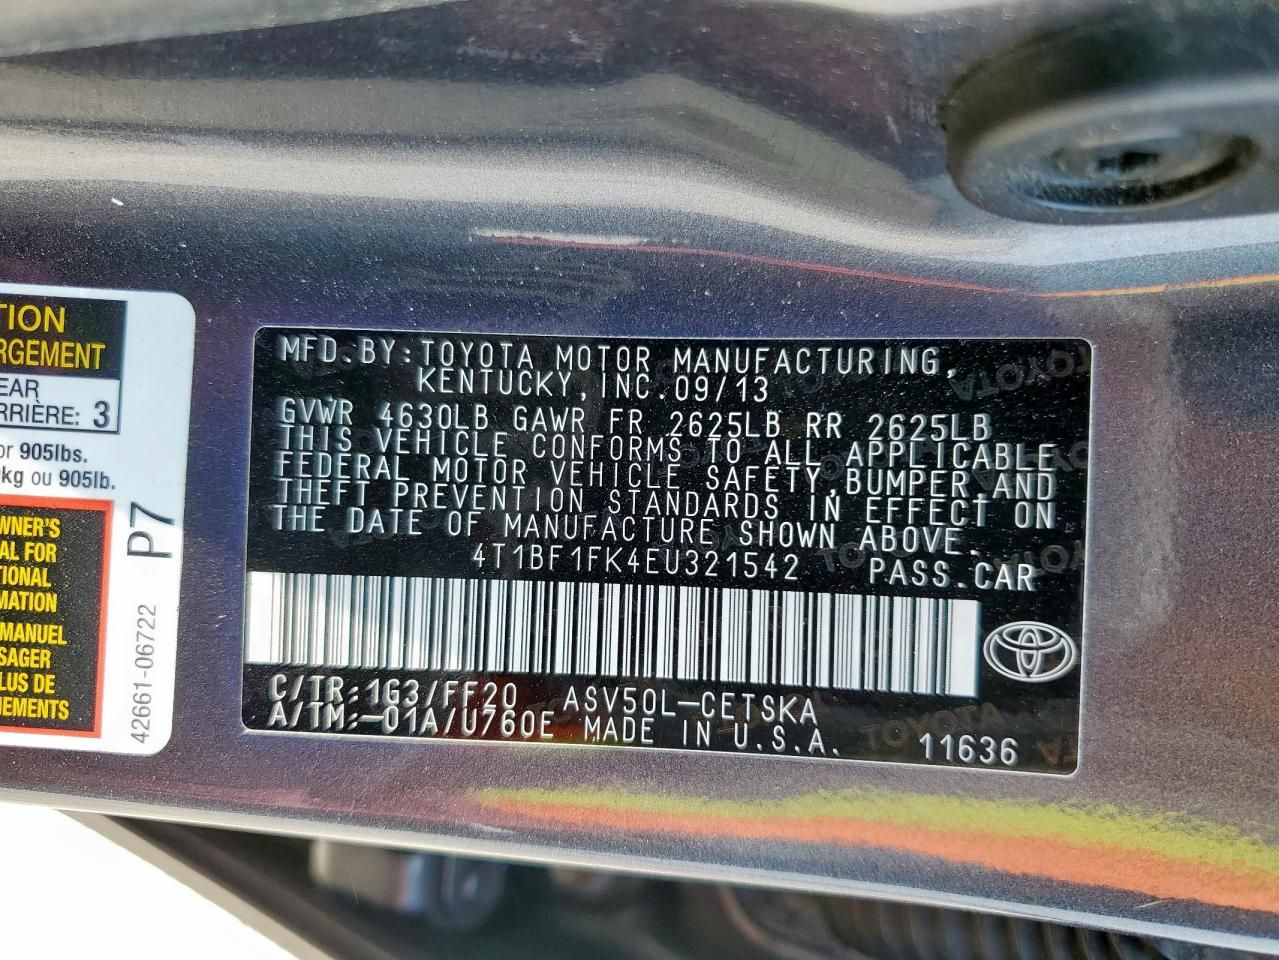 TION
RGEMENT
EAR
RRIÈRE: 3
or 905lbs.
kg ou 905lb.
WNER'S
AL FOR
TIONAL
MATION
MANUEL
SAGER
LUS DE
NEMENTS
P7
42661-06722
MFD.BY:TOYOTA MOTOR MANUFACTURING,
KENTUCKY, INC.09/13
GVWR 4630LB GAWR FR 2625LB RR 2625LB
THIS VEHICLE CONFORMS TO ALL APPLICABLE
FEDERAL MOTOR VEHICLE SAFETY,BUMPER,AND
THEFT PREVENTION STANDARDS IN EFFECT ON
THE DATE OF MANUFACTURE SHOWN ABOVE.
4T1BF1FK4EU321542 PASS.CAR
C/TR:1G3/FF20 ASV50L-CETSKA
A/TM:-01A/U760E MADE IN U.S.A. 11636